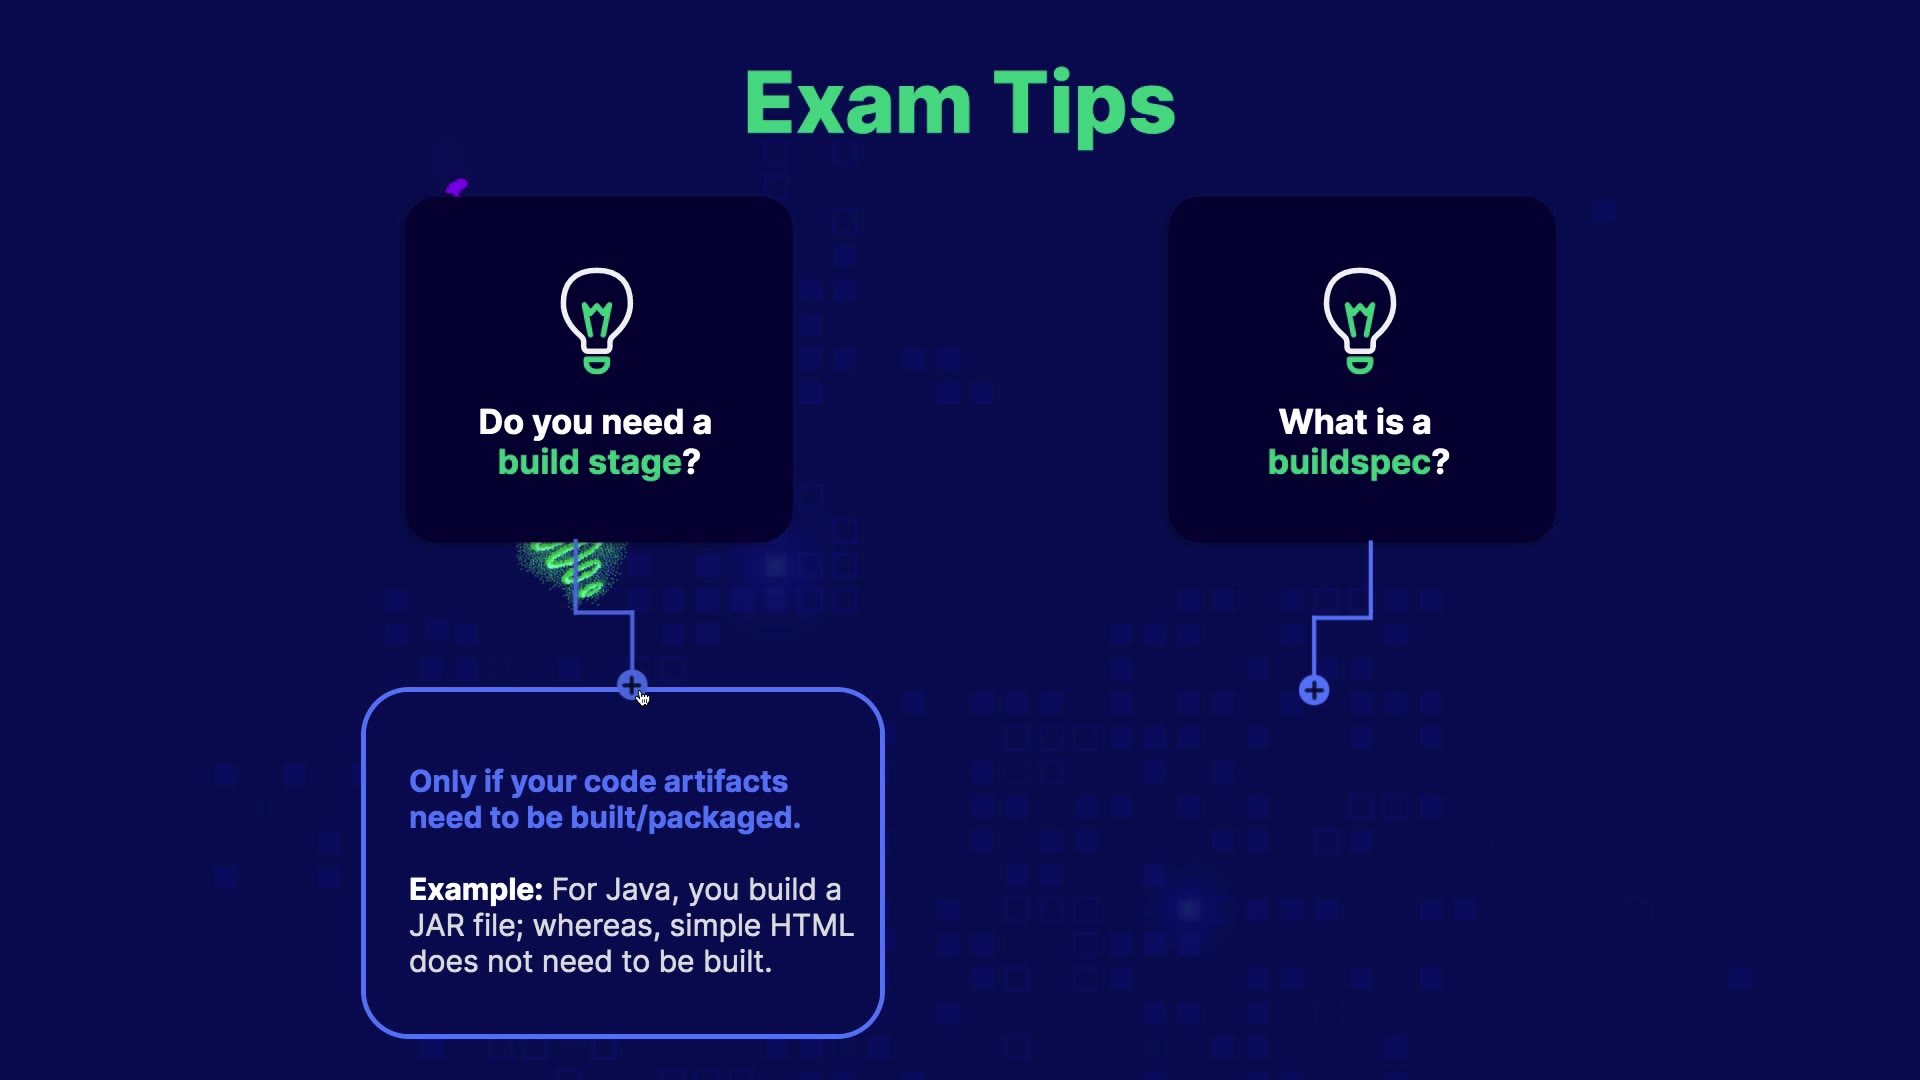 Exam Tips
Do you need a
build stage?
What is a
buildspec?
Only if your code artifacts
need to be built/packaged.
Example: For Java, you build a
JAR file; whereas, simple HTML
does not need to be built.